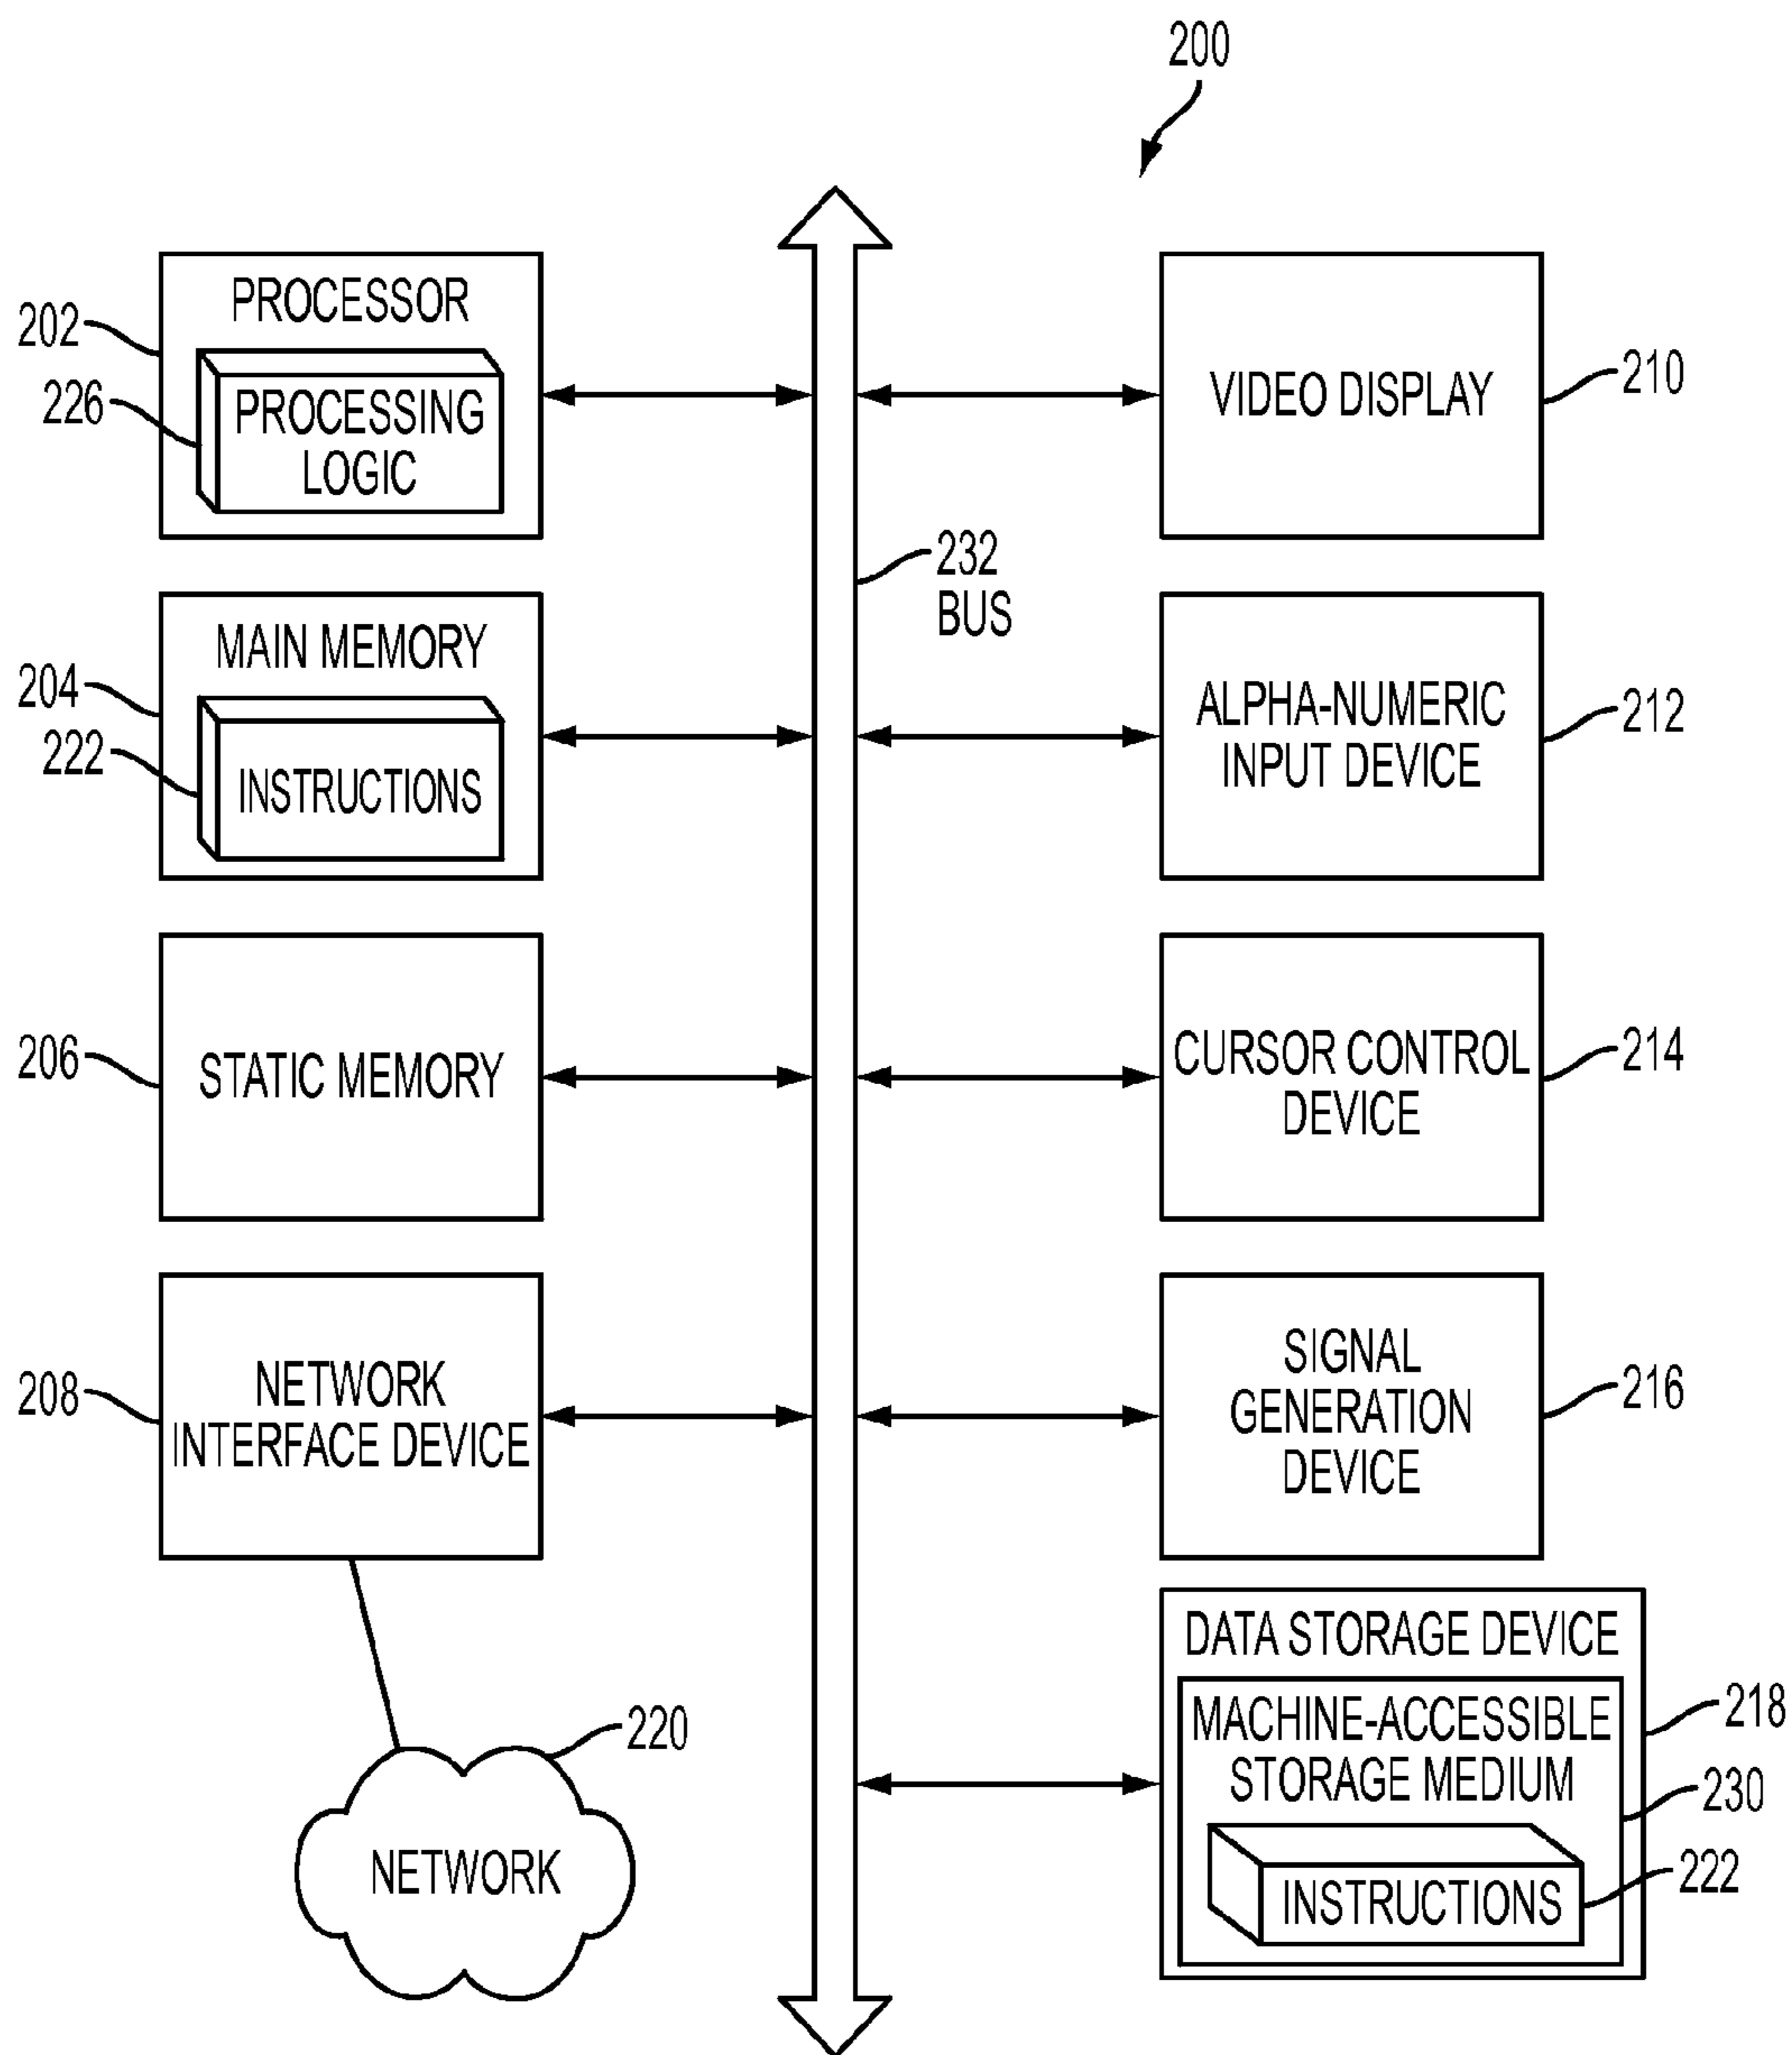 200
PROCESSOR
202
226
PROCESSING
LOGIC
VIDEO DISPLAY
210
232
BUS
MAIN MEMORY
204
222
INSTRUCTIONS
ALPHA-NUMERIC
INPUT DEVICE
212
206
STATIC MEMORY
CURSOR CONTROL
DEVICE
214
208
NETWORK
INTERFACE DEVICE
SIGNAL
GENERATION
DEVICE
216
220
NETWORK
DATA STORAGE DEVICE
MACHINE-ACCESSIBLE
STORAGE MEDIUM
218
230
INSTRUCTIONS
222